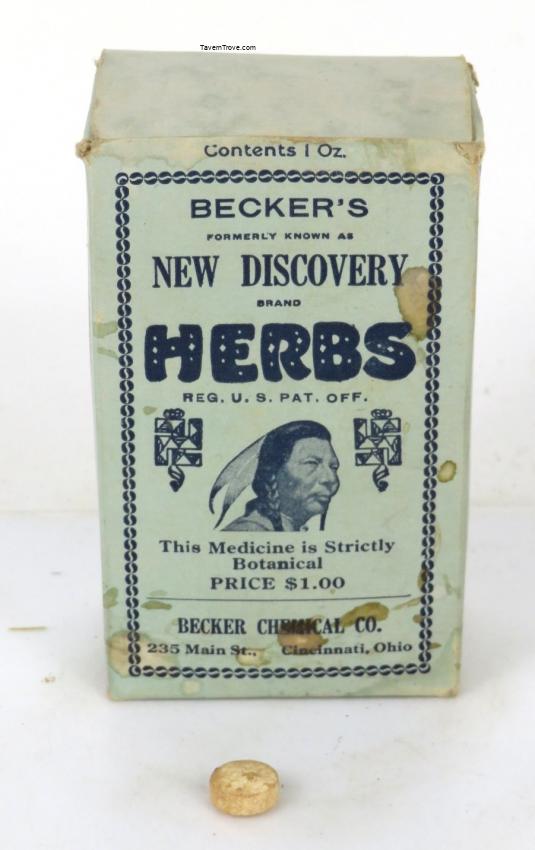 TavernTrove.com
Contents 1 Oz.
BECKER'S
FORMERLY KNOWN AS
NEW DISCOVERY
BRAND
HERBS
REG. U. S. PAT. OFF.
This Medicine is Strictly
Botanical
PRICE $1.00
BECKER CHEMICAL CO.
235 Main St., Cincinnati, Ohio